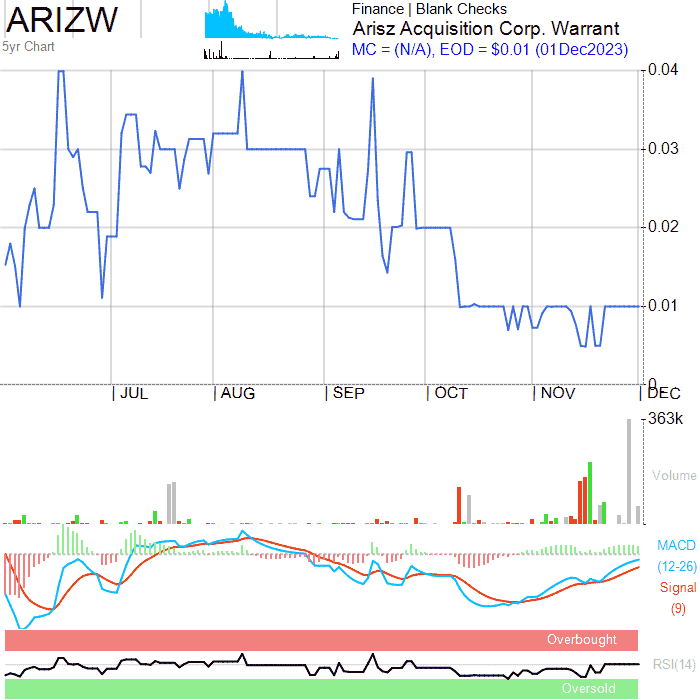 ARIZW
5yr Chart
Finance | Blank Checks
Arisz Acquisition Corp. Warrant
MC = (N/A), EOD = $0.01 (01Dec2023)
0.04
0.03
0.02
0.01
0
JUL
AUG
SEP
OCT
NOV
DEC
363k
Volume
MACD
(12-26)
Signal
(9)
Overbought
RSI(14)
Oversold